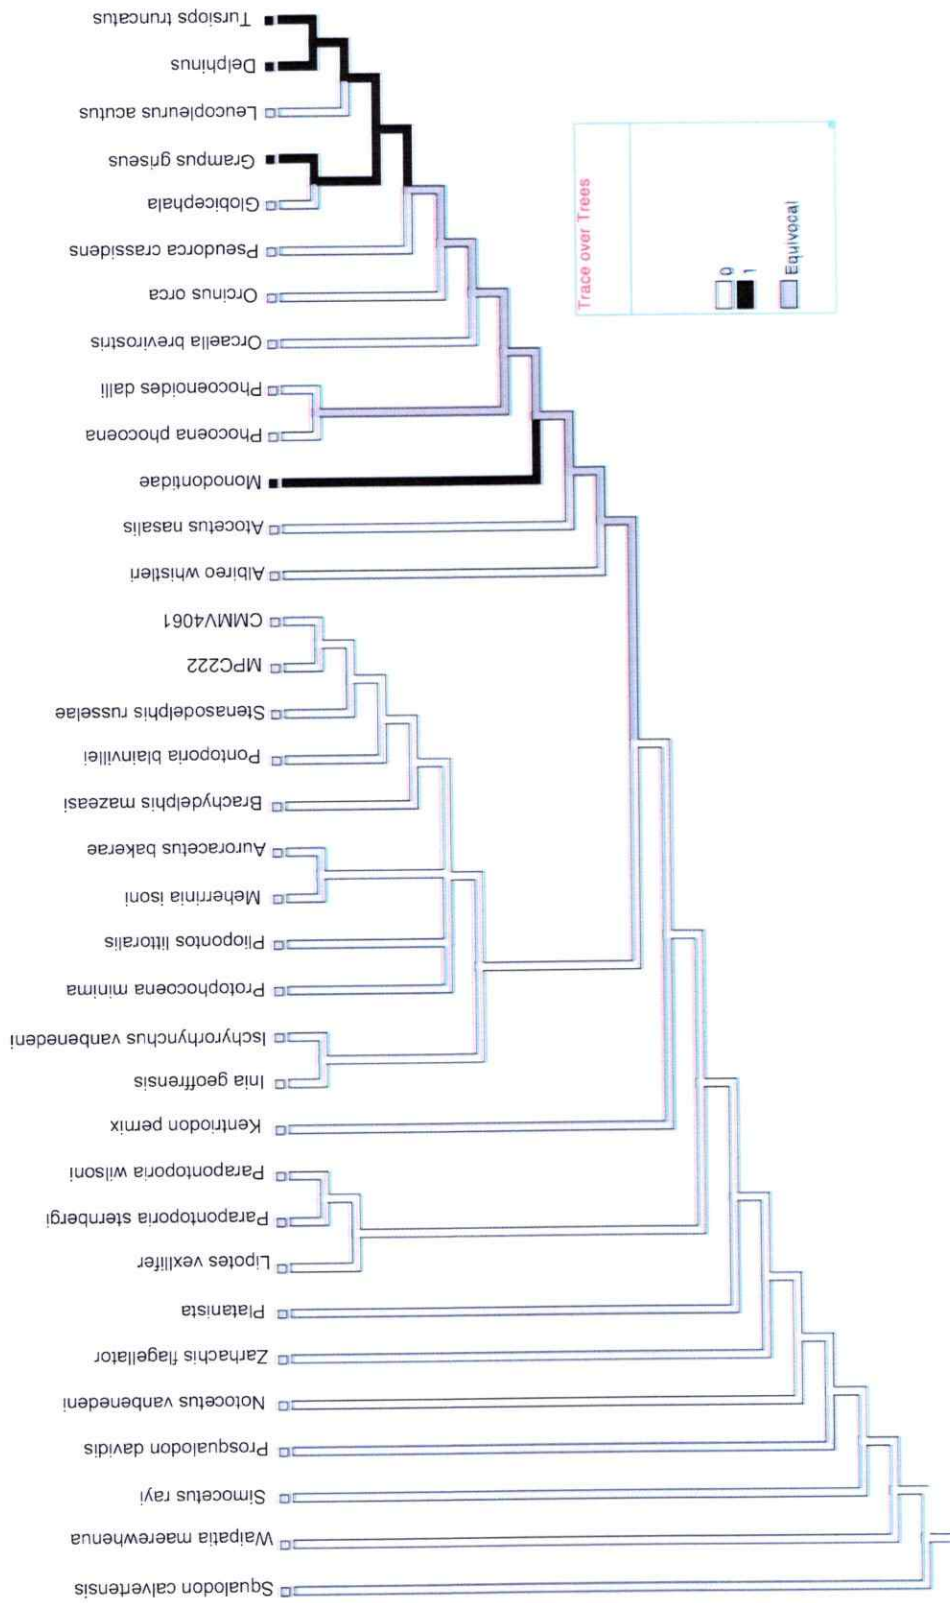 Tursiops truncatus
Delphinus
Leucopleurus acutus
Grampus griseus
Globicephala
Pseudorca crassidens
Orcinus orca
Orcaella brevirostris
Phocoenoides dalli
Phocoena phocoena
Monodontidae
Atocetus nasalis
Albireo whistleri
CMMV4061
MPC222
Stenasodelphis russelae
Pontoporia blainvillei
Brachydelphis mazeasi
Auroracetus bakerae
Meherrinia isoni
Pliopontos littoralis
Protophocoena minima
Ischyrorynchus vanbenedeni
Inia geoffrensis
Kentriodon pernix
Parapontoporia wilsoni
Parapontoporia sternbergi
Lipotes vexillifer
Platanista
Zarhachis flagellator
Notocetus vanbenedeni
Prosqualodon davidis
Simocetus rayi
Waipatia maerewhenua
Squalodon calvertensis
Trace over Trees
0
1
Equivocal